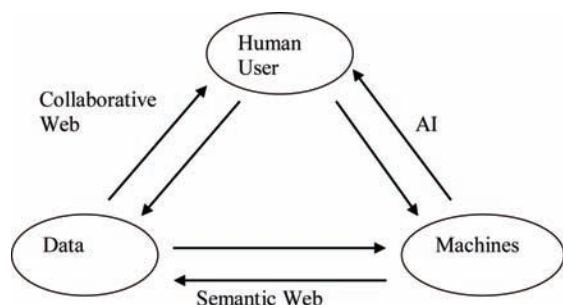 Human
User
Collaborative
Web
AI
Data
Machines
Semantic Web